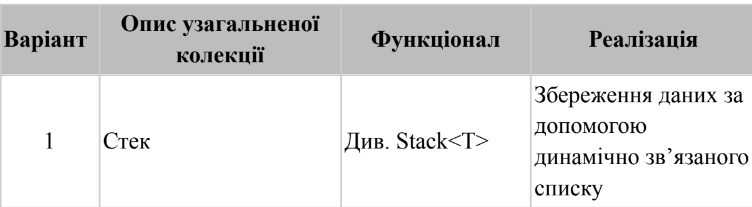 Варіант
Опис узагальненої
колекції
Функціонал
Реалізація
1
Стек
Див. Stack<T>
Збереження даних за
допомогою
динамічно зв’язаного
списку